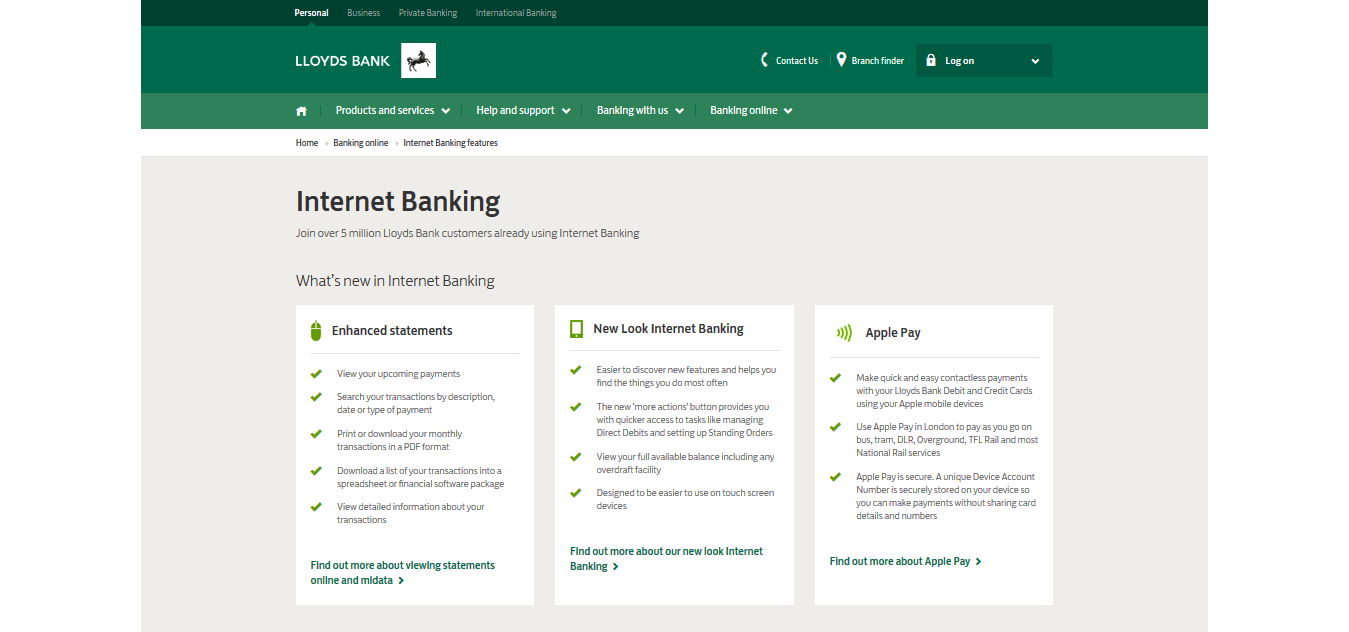 Personal Business Private Banking International Banking
LLOYDS BANK
Contact Us Branch finder Log on
Products and services Help and support Banking with us Banking online
Home » Banking online » Internet Banking features
Internet Banking
Join over 5 million Lloyds Bank customers already using Internet Banking
What's new in Internet Banking
Enhanced statements
View your upcoming payments
Search your transactions by description,
date or type of payment
Print or download your monthly
transactions in a PDF format
Download a list of your transactions into a
spreadsheet or financial software package
View detailed information about your
transactions
Find out more about viewing statements
online and midata
New Look Internet Banking
Easier to discover new features and helps you
find the things you do most often
The new 'more actions' button provides you
with quicker access to tasks like managing
Direct Debits and setting up Standing Orders
View your full available balance including any
overdraft facility
Designed to be easier to use on touch screen
devices
Find out more about our new look Internet
Banking
Apple Pay
Make quick and easy contactless payments
with your Lloyds Bank Debit and Credit Cards
using your Apple mobile devices
Use Apple Pay in London to pay as you go on
bus, tram, DLR, Overground, TFL Rail and most
National Rail services
Apple Pay is secure. A unique Device Account
Number is securely stored on your device so
you can make payments without sharing card
details and numbers
Find out more about Apple Pay